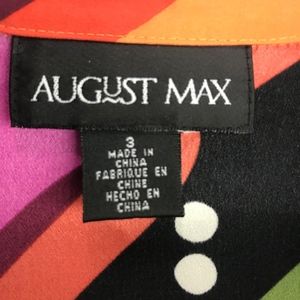 AUGUST MAX
3
MADE IN
CHINA
FABRIQUE EN
CHINE
HECHO EN
CHINA